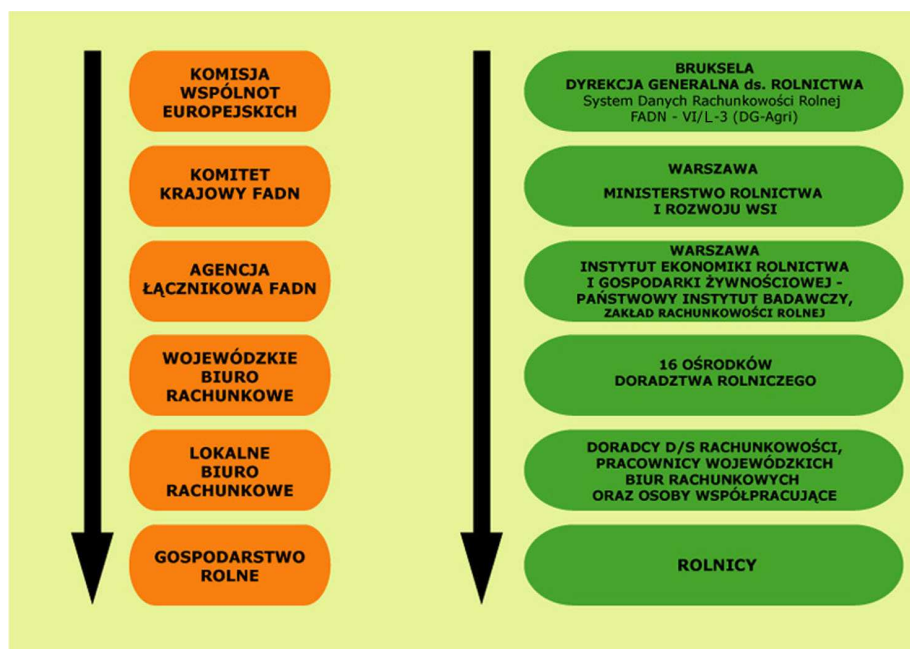 KOMISJA
WSPÓLNOT
EUROPEJSKICH
BRUKSELA
DYREKCJA GENERALNA ds. ROLNICTWA
System Danych Rachunkowości Rolnej
FADN - VI/L-3 (DG-Agri)
KOMITET
KRAJOWY FADN
WARSZAWA
MINISTERSTWO ROLNICTWA
I ROZWOJU WSI
AGENCJA
ŁĄCZNIKOWA FADN
WARSZAWA
INSTYTUT EKONOMIKI ROLNICTWA
I GOSPODARKI ŻYWNOŚCIOWEJ -
PAŃSTWOWY INSTYTUT BADAWCZY,
ZAKŁAD RACHUNKOWOŚCI ROLNEJ
WOJEWÓDZKIE
BIURO
RACHUNKOWE
16 OŚRODKÓW
DORADZTWA ROLNICZEGO
LOKALNE
BIURO
RACHUNKOWE
DORADCY D/S RACHUNKOWOŚCI,
PRACOWNICY WOJEWÓDZKICH
BIUR RACHUNKOWYCH
ORAZ OSOBY WSPÓŁPRACUJĄCE
GOSPODARSTWO
ROLNE
ROLNICY